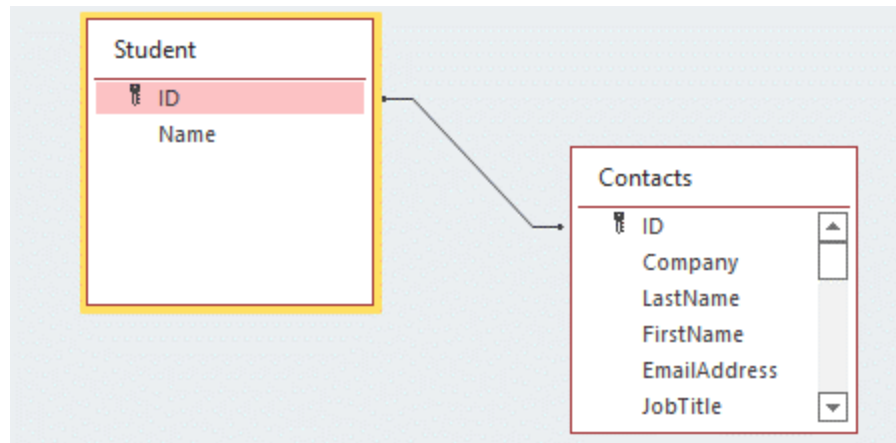 Student
ID
Name
Contacts
ID
Company
LastName
FirstName
EmailAddress
JobTitle